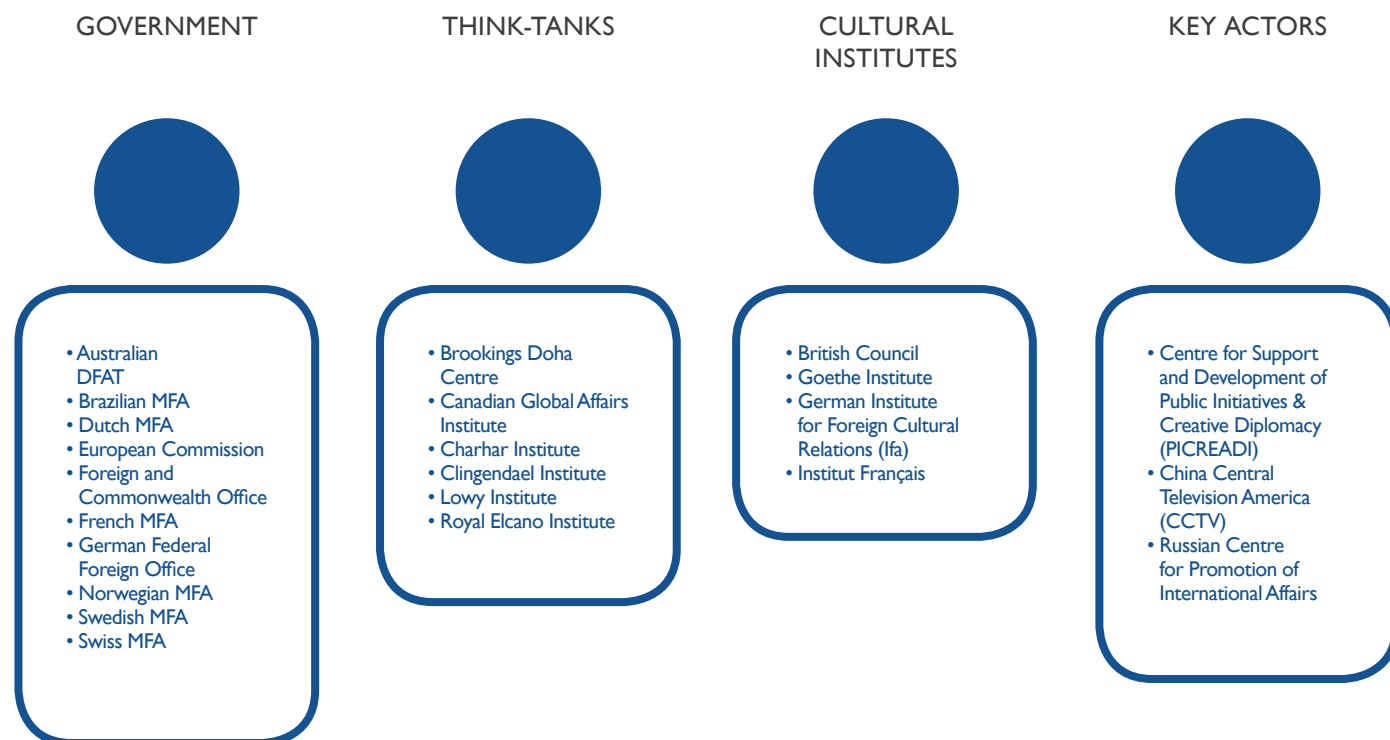 GOVERNMENT
• Australian
DFAT
• Brazilian MFA
• Dutch MFA
• European Commission
• Foreign and
Commonwealth Office
• French MFA
• German Federal
Foreign Office
• Norwegian MFA
• Swedish MFA
• Swiss MFA
THINK-TANKS
• Brookings Doha
Centre
• Canadian Global Affairs
Institute
• Charhar Institute
• Clingendael Institute
• Lowy Institute
• Royal Elcano Institute
CULTURAL
INSTITUTES
• British Council
• Goethe Institute
• German Institute
for Foreign Cultural
Relations (Ifa)
• Institut Français
KEY ACTORS
• Centre for Support
and Development of
Public Initiatives &
Creative Diplomacy
(PICREADI)
• China Central
Television America
(CCTV)
• Russian Centre
for Promotion of
International Affairs